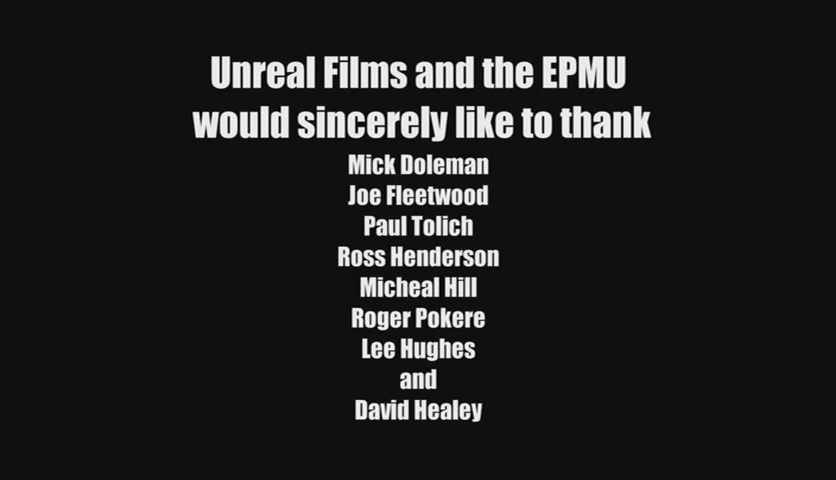 Unreal Films and the EPMU
would sincerely like to thank
Mick Doleman
Joe Fleetwood
Paul Tolich
Ross Henderson
Micheal Hill
Roger Pokere
Lee Hughes
and
David Healey